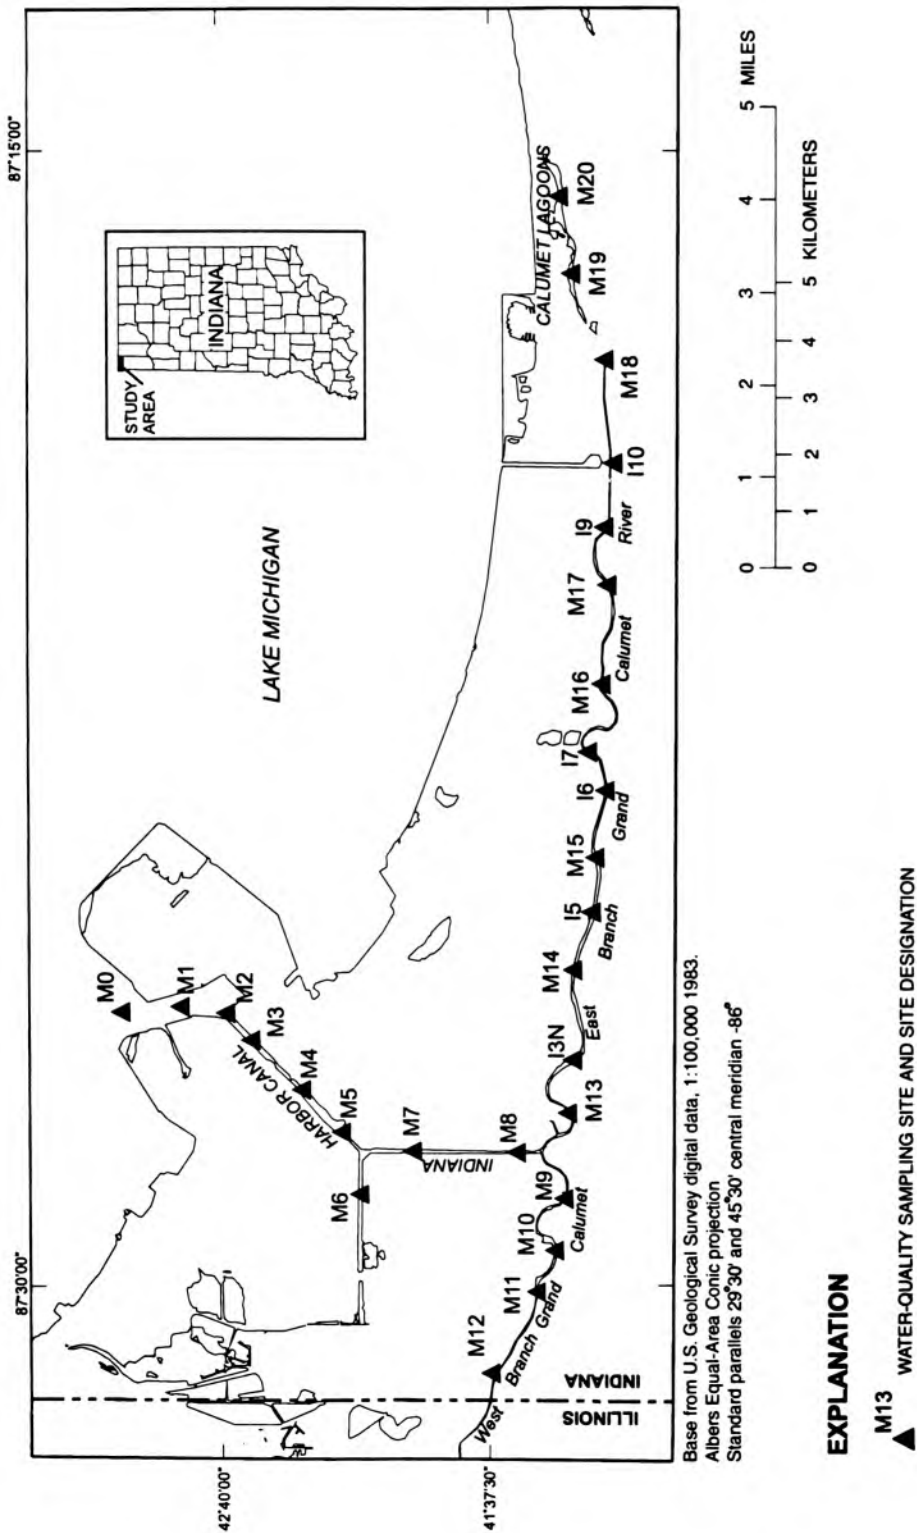 87°15'00"
87°30'00"
42°40'00"
41°37'30"
STUDY
AREA
INDIANA
LAKE MICHIGAN
M0
M1
M2
M3
M4
M5
HARBOR CANAL
M6
M7
INDIANA
M8
M9
M10
M11
M12
West
Branch
Grand
Calumet
ILLINOIS
INDIANA
M13
I3N
East
M14
I5
Branch
M15
Grand
I6
I7
M16
Calumet
M17
I9
River
I10
M18
M19
M20
CALUMET LAGOONS
Base from U.S. Geological Survey digital data, 1:100,000 1983.
Albers Equal-Area Conic projection
Standard parallels 29°30' and 45°30' central meridian -86°
0 1 2 3 4 5 MILES
0 1 2 3 4 5 KILOMETERS
EXPLANATION
M13
WATER-QUALITY SAMPLING SITE AND SITE DESIGNATION